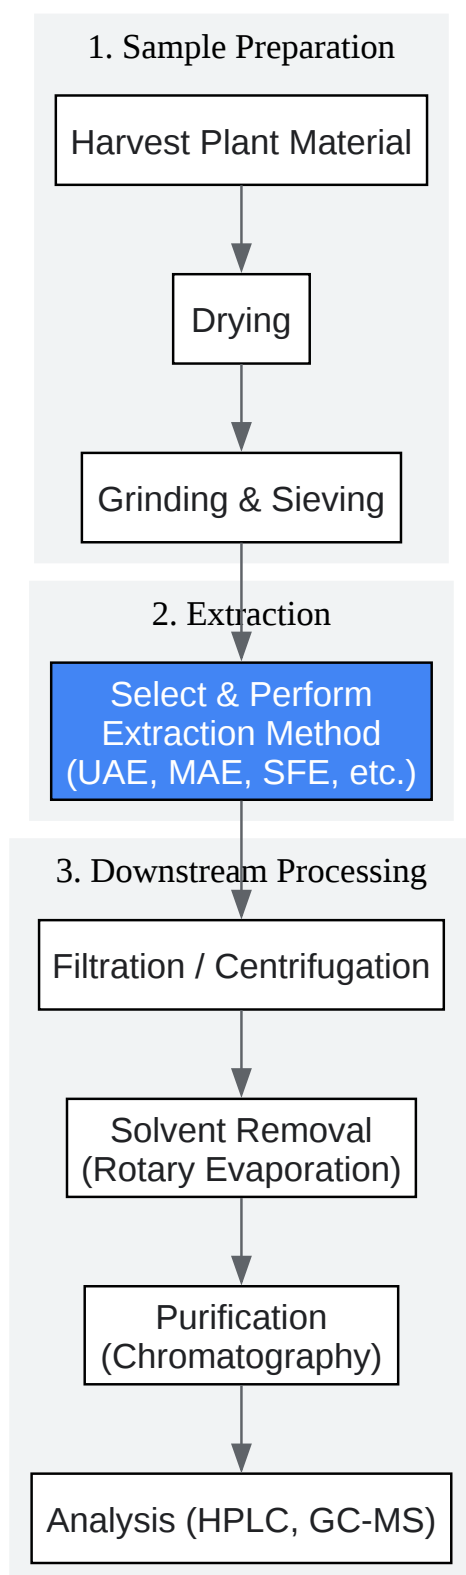 1. Sample Preparation
Harvest Plant Material
Drying
Grinding & Sieving
2. Extraction
Select & Perform
Extraction Method
(UAE, MAE, SFE, etc.)
3. Downstream Processing
Filtration / Centrifugation
Solvent Removal
(Rotary Evaporation)
Purification
(Chromatography)
Analysis (HPLC, GC-MS)